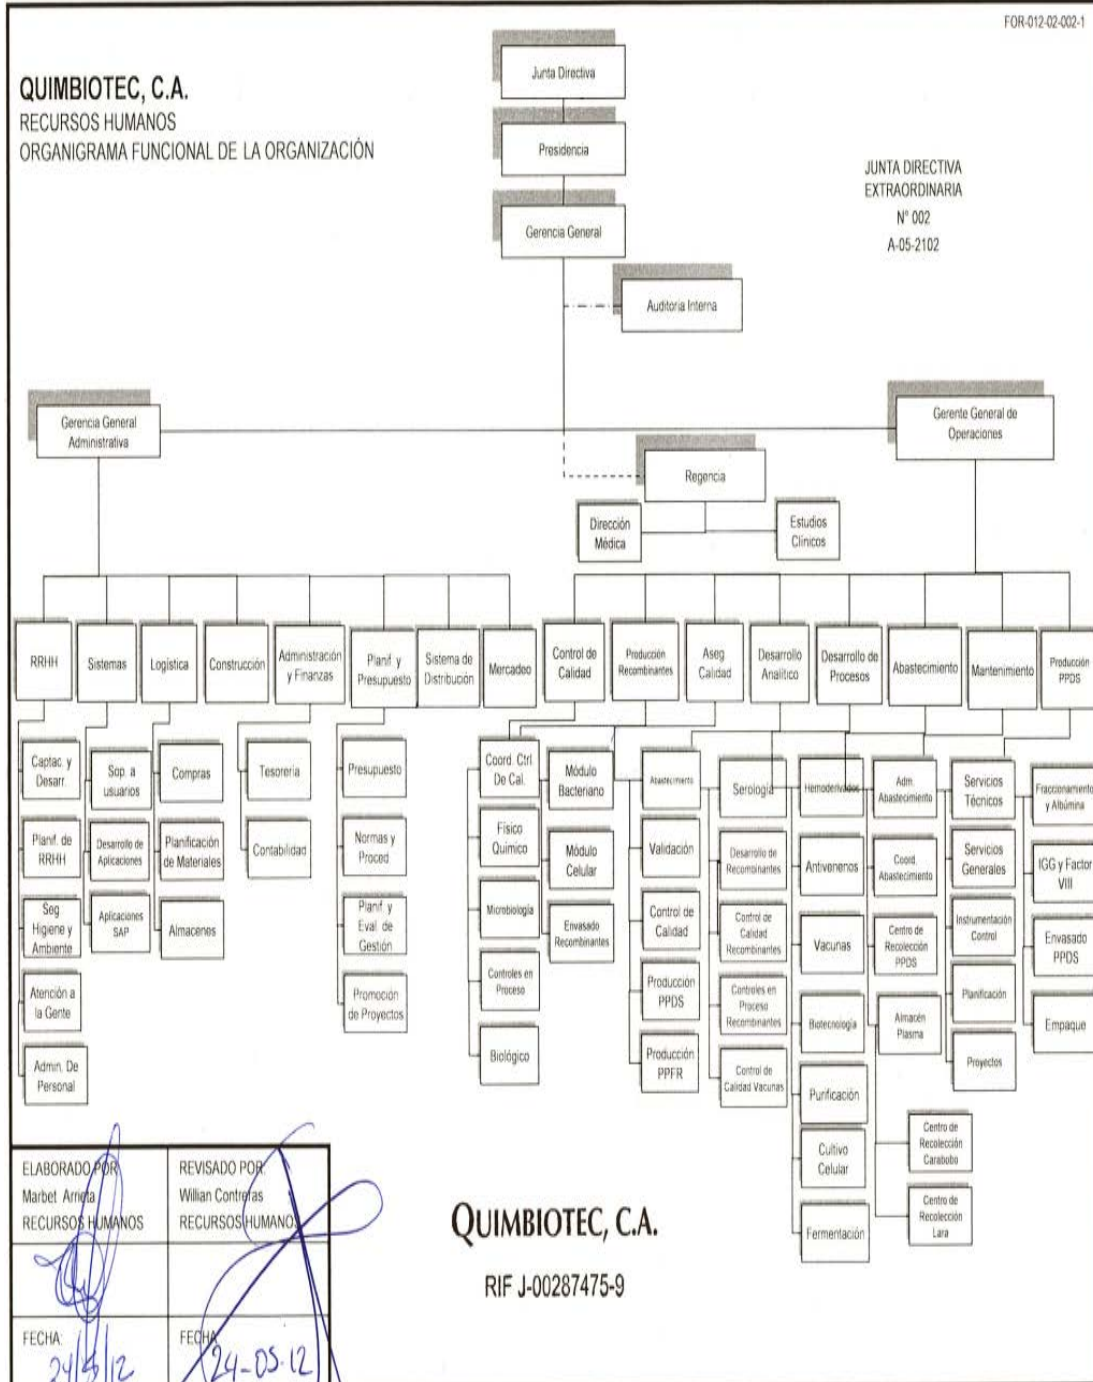 FOR-012-02-002-1
QUIMBIOTEC, C.A.
RECURSOS HUMANOS
ORGANIGRAMA FUNCIONAL DE LA ORGANIZACIÓN
Junta Directiva
Presidencia
Gerencia General
JUNTA DIRECTIVA
EXTRAORDINARIA
N° 002
A-05-2102
Auditoria Interna
Gerencia General
Administrativa
Gerente General de
Operaciones
Regencia
Dirección
Médica
Estudios
Clínicos
RRHH
Sistemas
Logística
Construcción
Administración
y Finanzas
Planif. y
Presupuesto
Sistema de
Distribución
Mercadeo
Control de
Calidad
Producción
Recombinantes
Aseg
Calidad
Desarrollo
Analítico
Desarrollo de
Procesos
Abastecimiento
Mantenimiento
Producción
PPDS
Captac. y
Desarr.
Planif. de
RRHH
Seg
Higiene y
Ambiente
Atención a
la Gente
Admin. De
Personal
Sop. a
usuarios
Desarrollo de
Aplicaciones
Aplicaciones
SAP
Compras
Planificación
de Materiales
Almacenes
Tesorería
Contabilidad
Presupuesto
Normas y
Proced
Planif. y
Eval. de
Gestión
Promoción
de Proyectos
Coord. Ctrl
De Cal.
Físico
Químico
Microbiología
Controles en
Proceso
Biológico
Módulo
Bacteriano
Módulo
Celular
Envasado
Recombinantes
Abastecimiento
Validación
Control de
Calidad
Producción
PPDS
Producción
PPFR
Serología
Desarrollo de
Recombinantes
Control de
Calidad
Recombinantes
Controles en
Proceso
Recombinantes
Control de
Calidad Vacunas
Hemoderivados
Antivenenos
Vacunas
Biotecnología
Purificación
Cultivo
Celular
Fermentación
Adm.
Abastecimiento
Coord.
Abastecimiento
Centro de
Recolección
PPDS
Almacén
Plasma
Centro de
Recolección
Carabobo
Centro de
Recolección
Lara
Servicios
Técnicos
Servicios
Generales
Instrumentación
Control
Planificación
Proyectos
Fraccionamiento
y Albúmina
IGG y Factor
VIII
Envasado
PPDS
Empaque
ELABORADO POR
Marbet Arrieta
RECURSOS HUMANOS
FECHA:
24/5/12
REVISADO POR:
Willian Contreras
RECURSOS HUMANOS
FECHA
24-05-12
QUIMBIOTEC, C.A.
RIF J-00287475-9